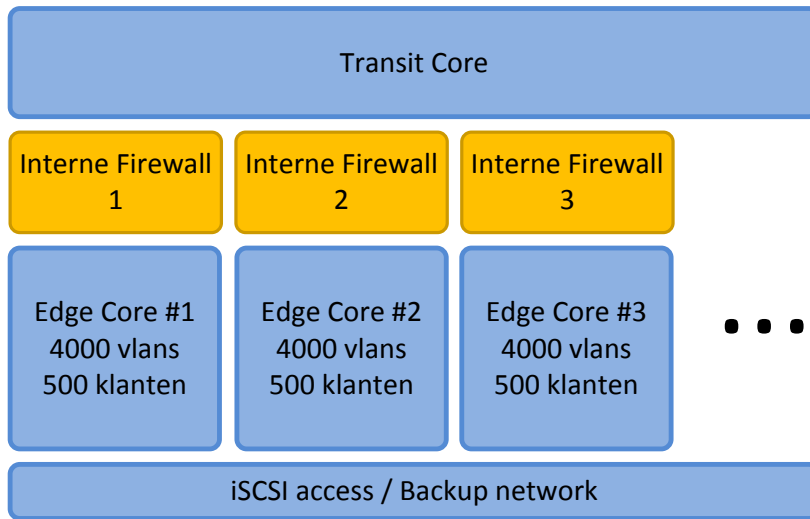 Transit Core
Interne Firewall
1
Interne Firewall
2
Interne Firewall
3
Edge Core #1
4000 vlans
500 klanten
Edge Core #2
4000 vlans
500 klanten
Edge Core #3
4000 vlans
500 klanten
...
iSCSI access / Backup network